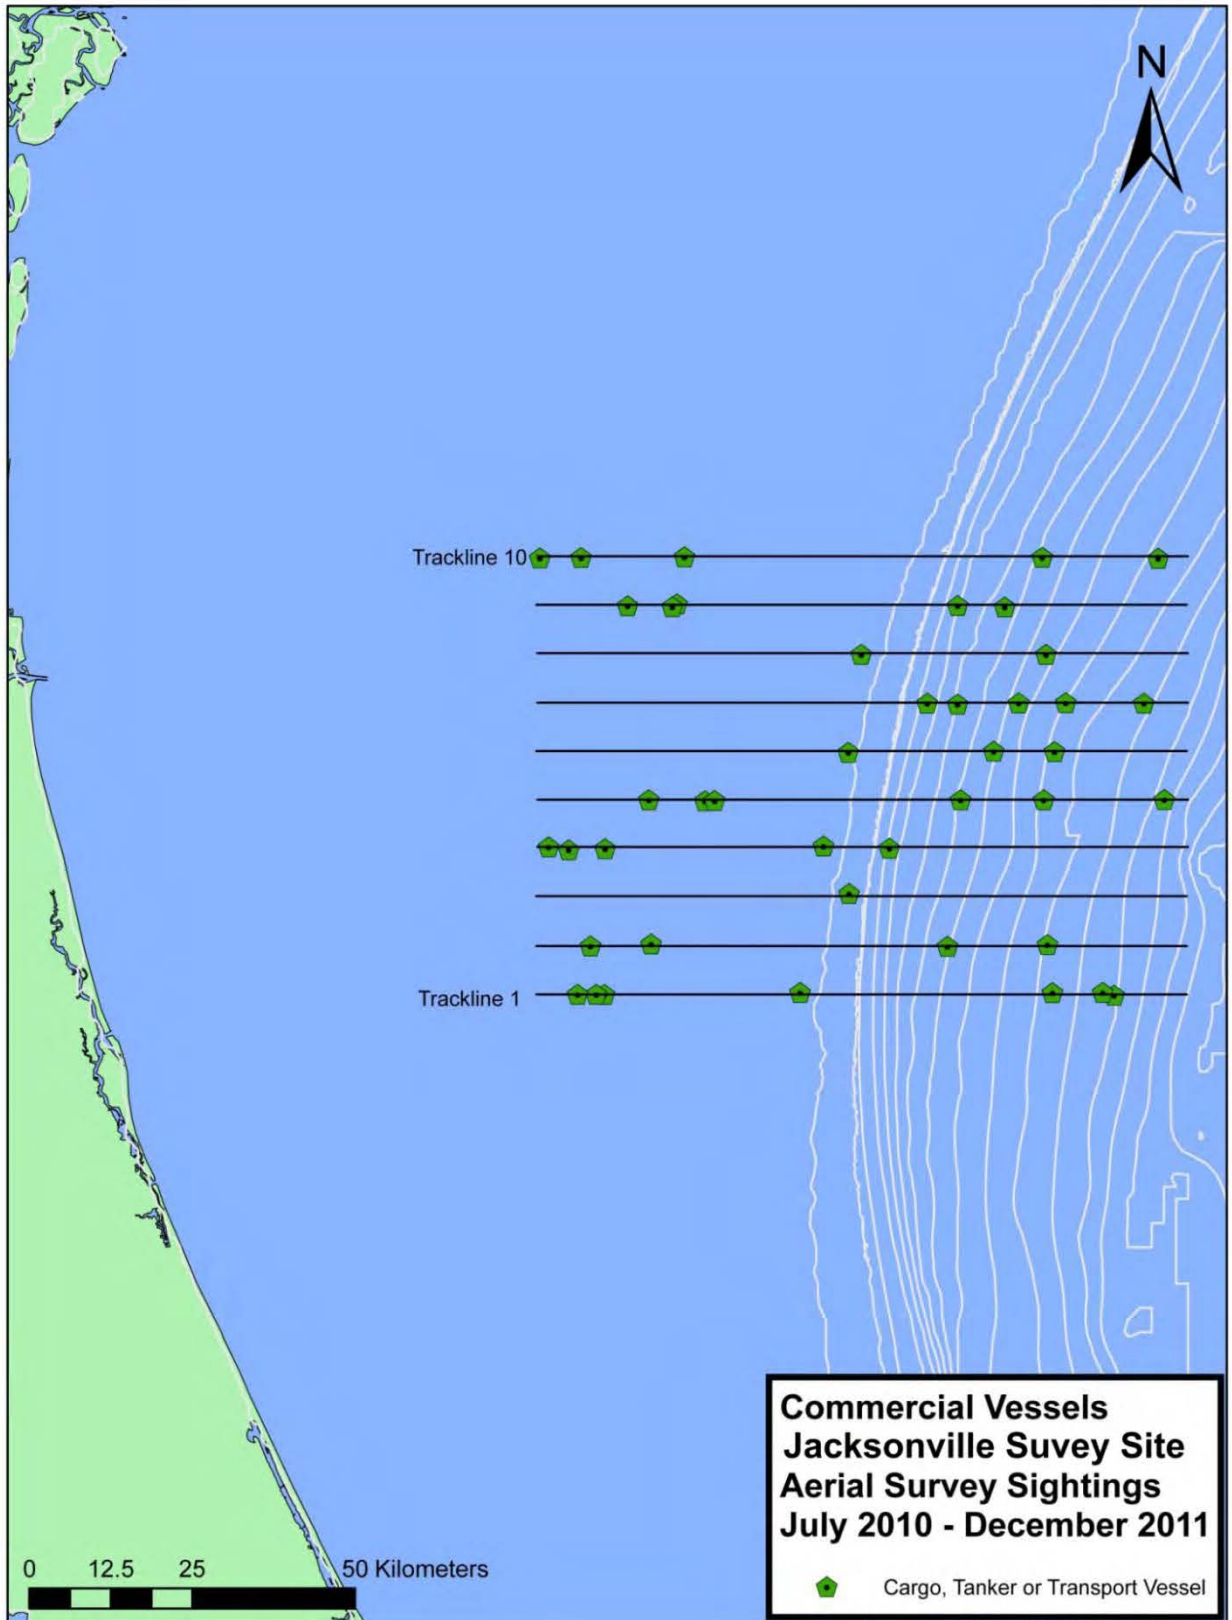 N
Trackline 10
Trackline 1
Commercial Vessels
Jacksonville Suvey Site
Aerial Survey Sightings
July 2010 - December 2011
Cargo, Tanker or Transport Vessel
0 12.5 25 50 Kilometers